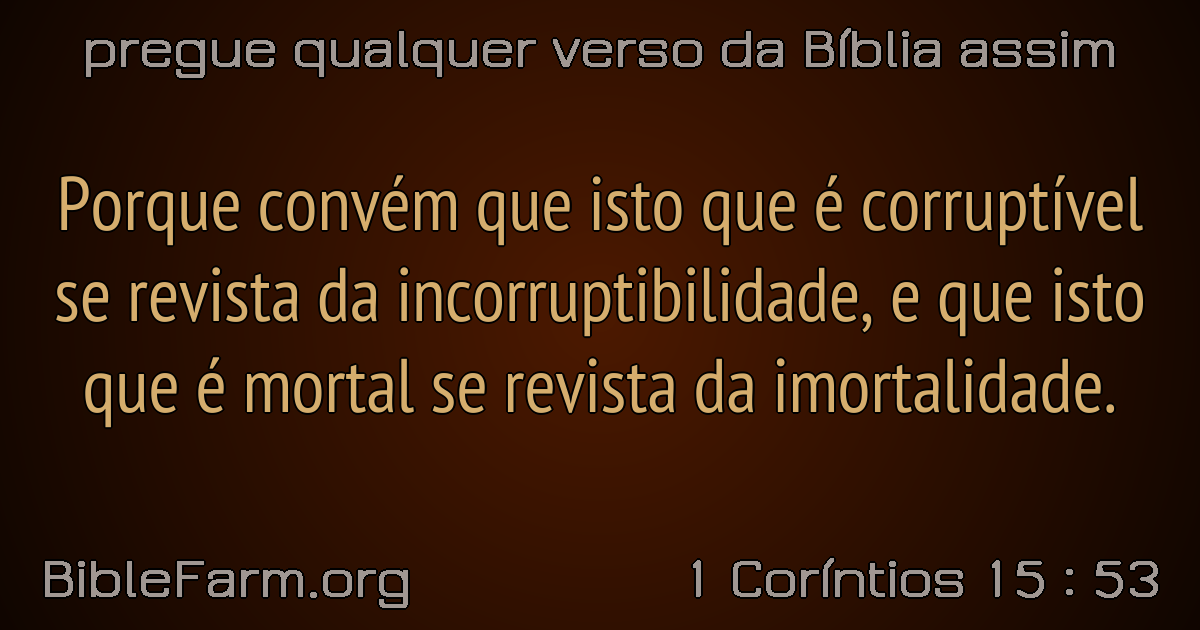 pregue qualquer verso da Bíblia assim
Porque convém que isto que é corruptível
se revista da incorruptibilidade, e que isto
que é mortal se revista da imortalidade.
BibleFarm.org
1 Coríntios 15 : 53